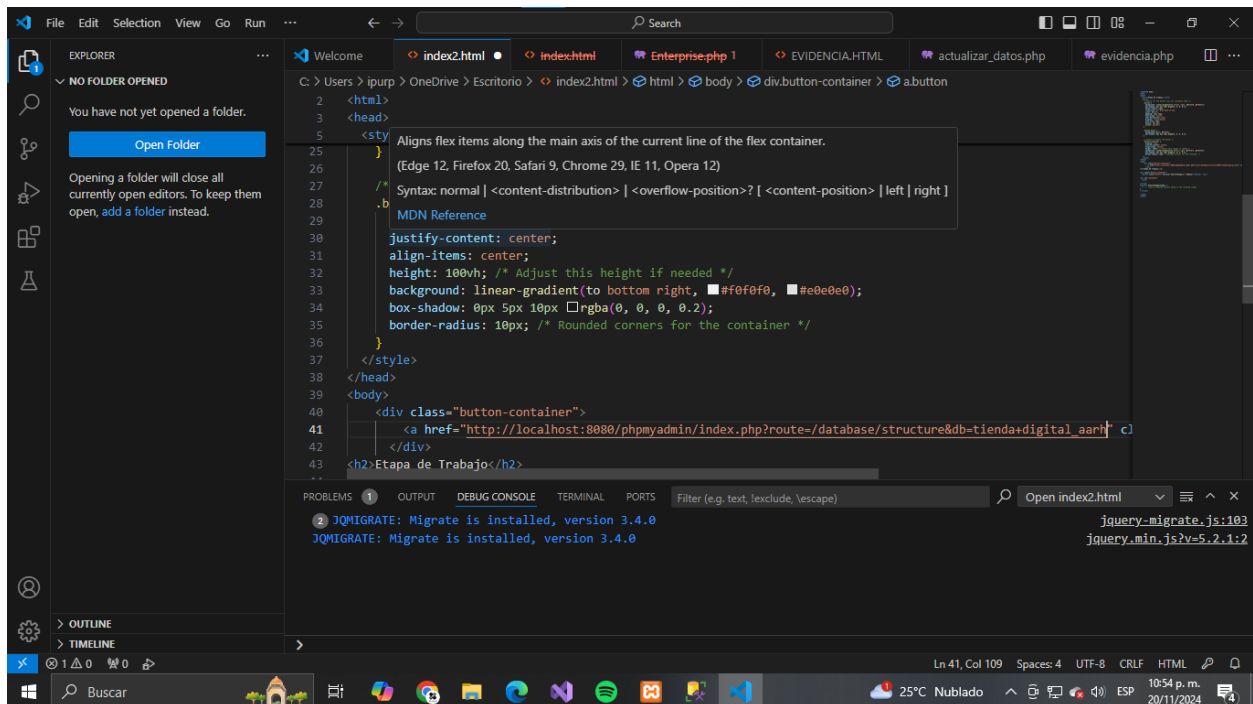 File Edit Selection View Go Run ··· Search
EXPLORER ···
NO FOLDER OPENED
You have not yet opened a folder.
Open Folder
Opening a folder will close all
currently open editors. To keep them
open, add a folder instead.
OUTLINE
TIMELINE
Welcome index2.html Index.html Enterprise.php 1 EVIDENCIA.HTML actualizar_datos.php evidencia.php ···
C: > Users > ipurp > OneDrive > Escritorio > index2.html > html > body > div.button-container > a.button
2 <html>
3 <head>
5 <sty
Aligns flex items along the main axis of the current line of the flex container.
(Edge 12, Firefox 20, Safari 9, Chrome 29, IE 11, Opera 12)
Syntax: normal | <content-distribution> | <overflow-position>? [ <content-position> | left | right ]
MDN Reference
25 }
26
27 /*
28 .b
29
30 justify-content: center;
31 align-items: center;
32 height: 100vh; /* Adjust this height if needed */
33 background: linear-gradient(to bottom right, #f0f0f0, #e0e0e0);
34 box-shadow: 0px 5px 10px rgba(0, 0, 0, 0.2);
35 border-radius: 10px; /* Rounded corners for the container */
36 }
37 </style>
38 </head>
39 <body>
40 <div class="button-container">
41 <a href="http://localhost:8080/phpmyadmin/index.php?route=/database/structure&db=tienda+digital_aarh" cl
42 </div>
43 <h2>Etapa de Trabajo</h2>
PROBLEMS 1 OUTPUT DEBUG CONSOLE TERMINAL PORTS Filter (e.g. text, !exclude, \escape) Open index2.html
2 JQMIGRATE: Migrate is installed, version 3.4.0 jquery-migrate.js:103
JQMIGRATE: Migrate is installed, version 3.4.0 jquery.min.js?v=5.2.1:2
1 0 0 Ln 41, Col 109 Spaces: 4 UTF-8 CRLF HTML
Buscar 25°C Nublado ESP 10:54 p. m.
20/11/2024 4